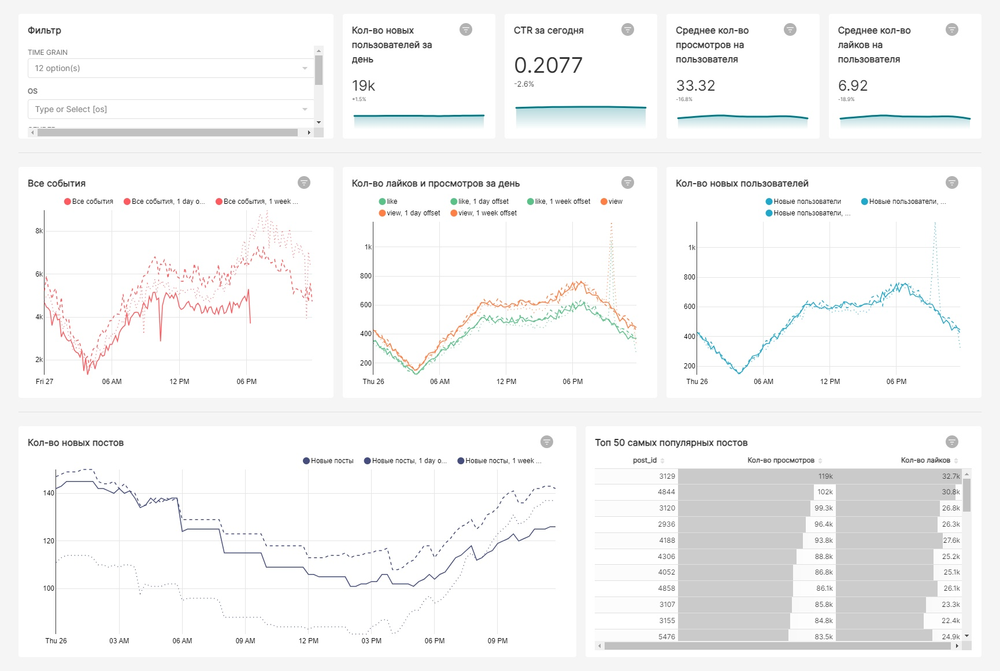 Фильтр
TIME GRAIN
12 option(s)
OS
Type or Select [os]
Кол-во новых
пользователей за
день
19k
+1.5%
CTR за сегодня
0.2077
-2.6%
Среднее кол-во
просмотров на
пользователя
33.32
-16.8%
Среднее кол-во
лайков на
пользователя
6.92
-18.9%
Все события
Все события Все события, 1 day o... Все события, 1 week ...
8k
6k
4k
2k
Fri 27 06 AM 12 PM 06 PM
Кол-во лайков и просмотров за день
like like, 1 day offset like, 1 week offset view
view, 1 day offset view, 1 week offset
1k
800
600
400
200
Thu 26 06 AM 12 PM 06 PM
Кол-во новых пользователей
Новые пользователи Новые пользователи, ...
Новые пользователи, ...
1k
800
600
400
200
Thu 26 06 AM 12 PM 06 PM
Кол-во новых постов
Новые посты Новые посты, 1 day o... Новые посты, 1 week ...
140
120
100
Thu 26 03 AM 06 AM 09 AM 12 PM 03 PM 06 PM 09 PM
Топ 50 самых популярных постов
post_id Кол-во просмотров Кол-во лайков
3129 119k 32.7k
4844 102k 30.8k
3120 99.3k 26.8k
2936 96.4k 26.3k
4188 93.8k 27.6k
4306 88.8k 25.2k
4052 86.8k 25.1k
4858 86.1k 26.1k
3107 85.8k 23.3k
3155 84.8k 22.4k
5476 83.5k 24.9k